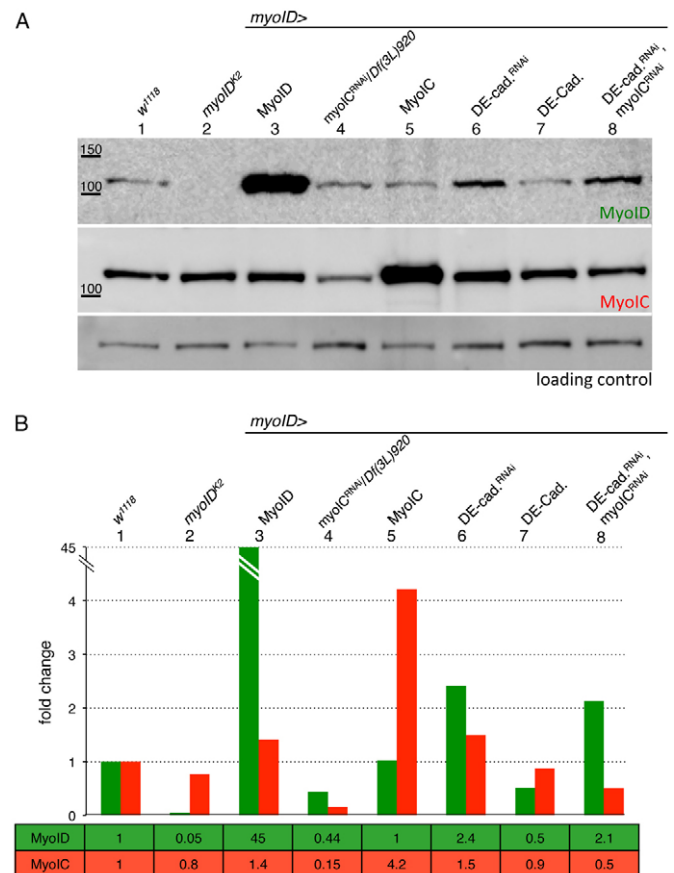 A
myoID>
w1118
myoIDK2
MyoID
myoICRNAi/Df(3L)920
MyoIC
DE-cad.RNAi
DE-Cad.
DE-cad.RNAi,
myoICRNAi
1 2 3 4 5 6 7 8
150
100
MyoID
100
MyoIC
loading control
B
myoID>
w1118
myoIDK2
MyoID
myoICRNAi/Df(3L)920
MyoIC
DE-cad.RNAi
DE-Cad.
DE-cad.RNAi,
myoICRNAi
1 2 3 4 5 6 7 8
45
4
3
2
1
0
fold change
MyoID 1 0.05 45 0.44 1 2.4 0.5 2.1
MyoIC 1 0.8 1.4 0.15 4.2 1.5 0.9 0.5